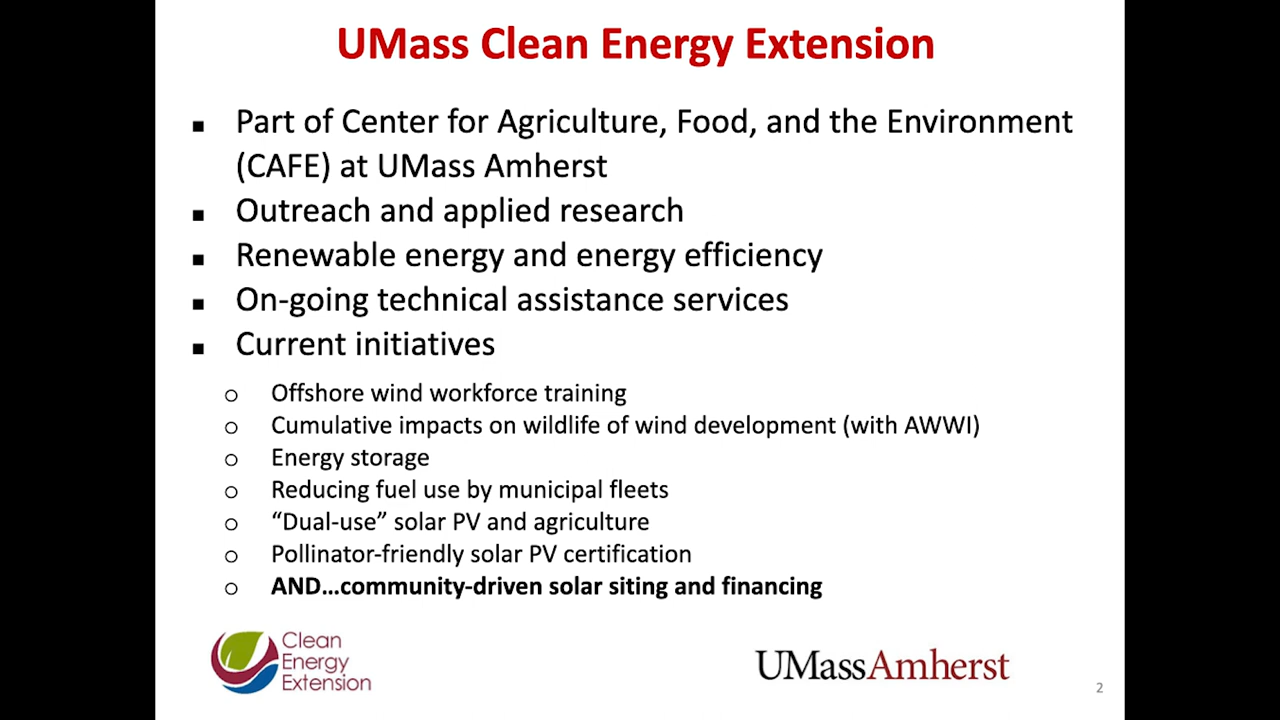 UMass Clean Energy Extension
▪ Part of Center for Agriculture, Food, and the Environment
(CAFE) at UMass Amherst
▪ Outreach and applied research
▪ Renewable energy and energy efficiency
▪ On-going technical assistance services
▪ Current initiatives
o Offshore wind workforce training
o Cumulative impacts on wildlife of wind development (with AWWI)
o Energy storage
o Reducing fuel use by municipal fleets
o “Dual-use” solar PV and agriculture
o Pollinator-friendly solar PV certification
o AND…community-driven solar siting and financing
Clean
Energy
Extension
UMassAmherst
2